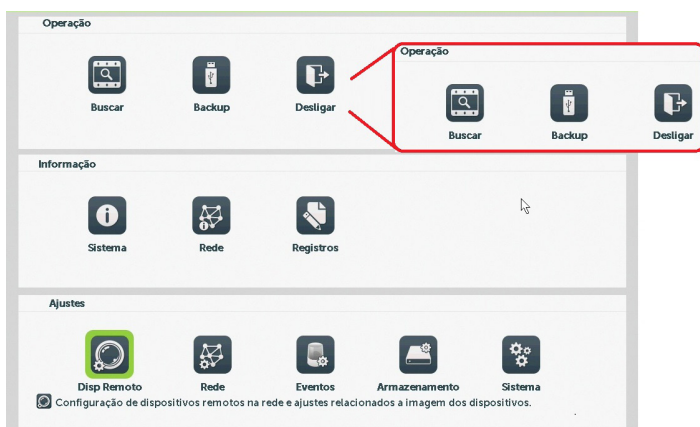 Operação
Buscar Backup Desligar
Operação
Buscar Backup Desligar
Informação
Sistema Rede Registros
Ajustes
Disp Remoto Rede Eventos Armazenamento Sistema
Configuração de dispositivos remotos na rede e ajustes relacionados a imagem dos dispositivos.